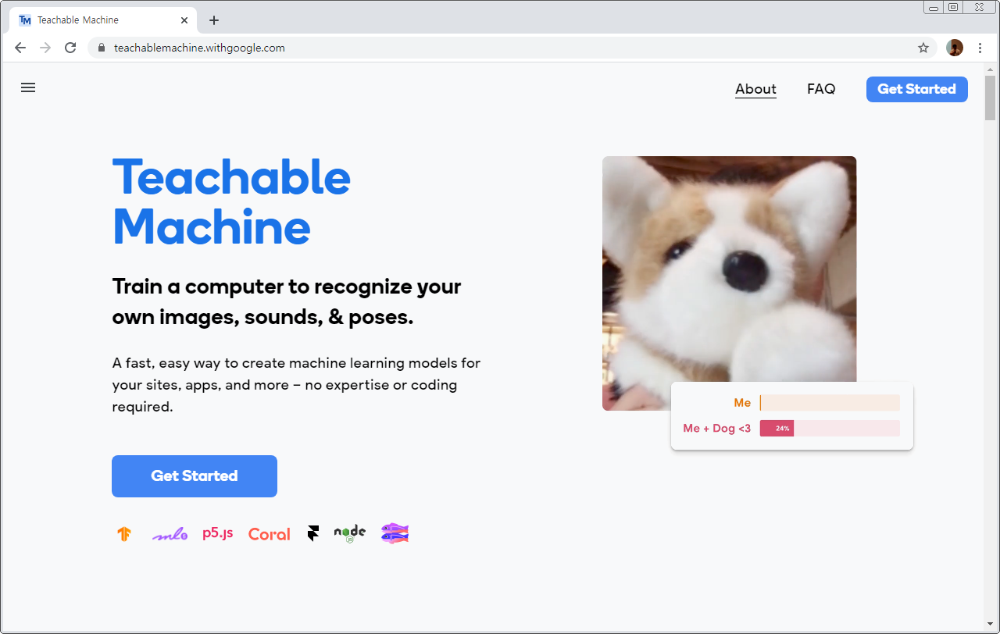 TM Teachable Machine
teachablemachine.withgoogle.com
About FAQ Get Started
Teachable
Machine
Train a computer to recognize your
own images, sounds, & poses.
A fast, easy way to create machine learning models for
your sites, apps, and more – no expertise or coding
required.
Me
Me + Dog <3 24%
Get Started
ml5 p5.js Coral node JS